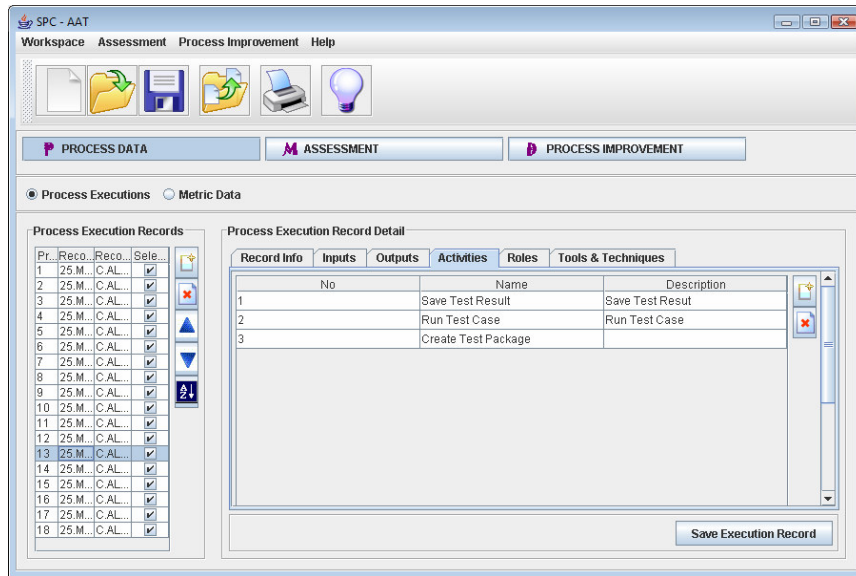 SPC - AAT
Workspace Assessment Process Improvement Help
P PROCESS DATA M ASSESSMENT D PROCESS IMPROVEMENT
Process Executions Metric Data
Process Execution Records
Pr... Reco... Reco... Sele...
1 25.M... C.AL...
2 25.M... C.AL...
3 25.M... C.AL...
4 25.M... C.AL...
5 25.M... C.AL...
6 25.M... C.AL...
7 25.M... C.AL...
8 25.M... C.AL...
9 25.M... C.AL...
10 25.M... C.AL...
11 25.M... C.AL...
12 25.M... C.AL...
13 25.M... C.AL...
14 25.M... C.AL...
15 25.M... C.AL...
16 25.M... C.AL...
17 25.M... C.AL...
18 25.M... C.AL...
A Z
Process Execution Record Detail
Record Info Inputs Outputs Activities Roles Tools & Techniques
No Name Description
1 Save Test Result Save Test Resut
2 Run Test Case Run Test Case
3 Create Test Package
Save Execution Record